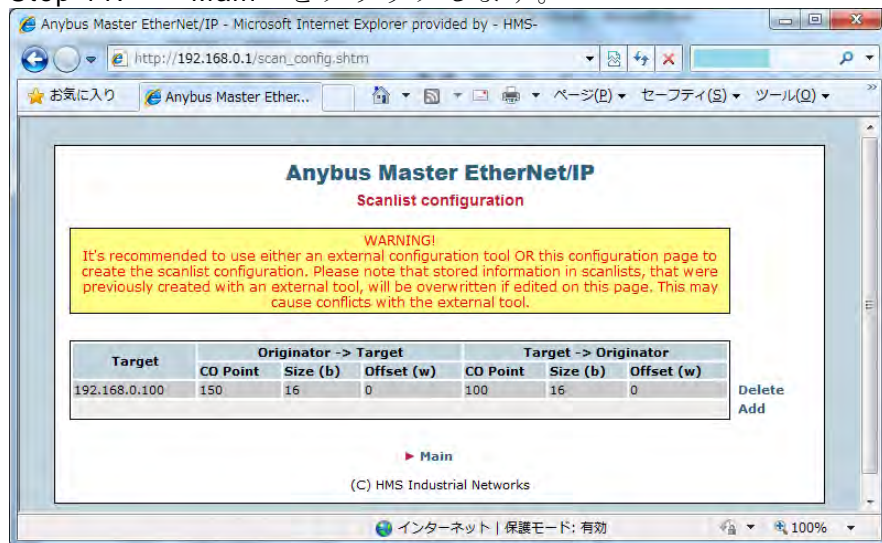 Anybus Master EtherNet/IP - Microsoft Internet Explorer provided by - HMS-
http://192.168.0.1/scan_config.shtm
お気に入り Anybus Master Ether... ページ(P) セーフティ(S) ツール(O) »
Anybus Master EtherNet/IP
Scanlist configuration
WARNING!
It's recommended to use either an external configuration tool OR this configuration page to
create the scanlist configuration. Please note that stored information in scanlists, that were
previously created with an external tool, will be overwritten if edited on this page. This may
cause conflicts with the external tool.
Target Originator -> Target Target -> Originator
CO Point Size (b) Offset (w) CO Point Size (b) Offset (w)
192.168.0.100 150 16 0 100 16 0 Delete
Add
Main
(C) HMS Industrial Networks
インターネット | 保護モード: 有効 100%